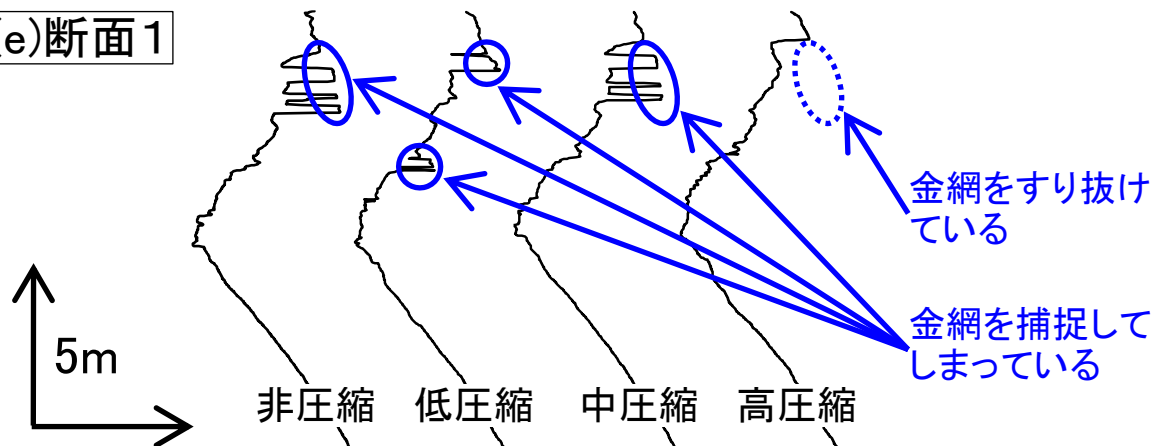 (e)断面1
金網をすり抜け
ている
金網を捕捉して
しまっている
5m
非圧縮 低圧縮 中圧縮 高圧縮